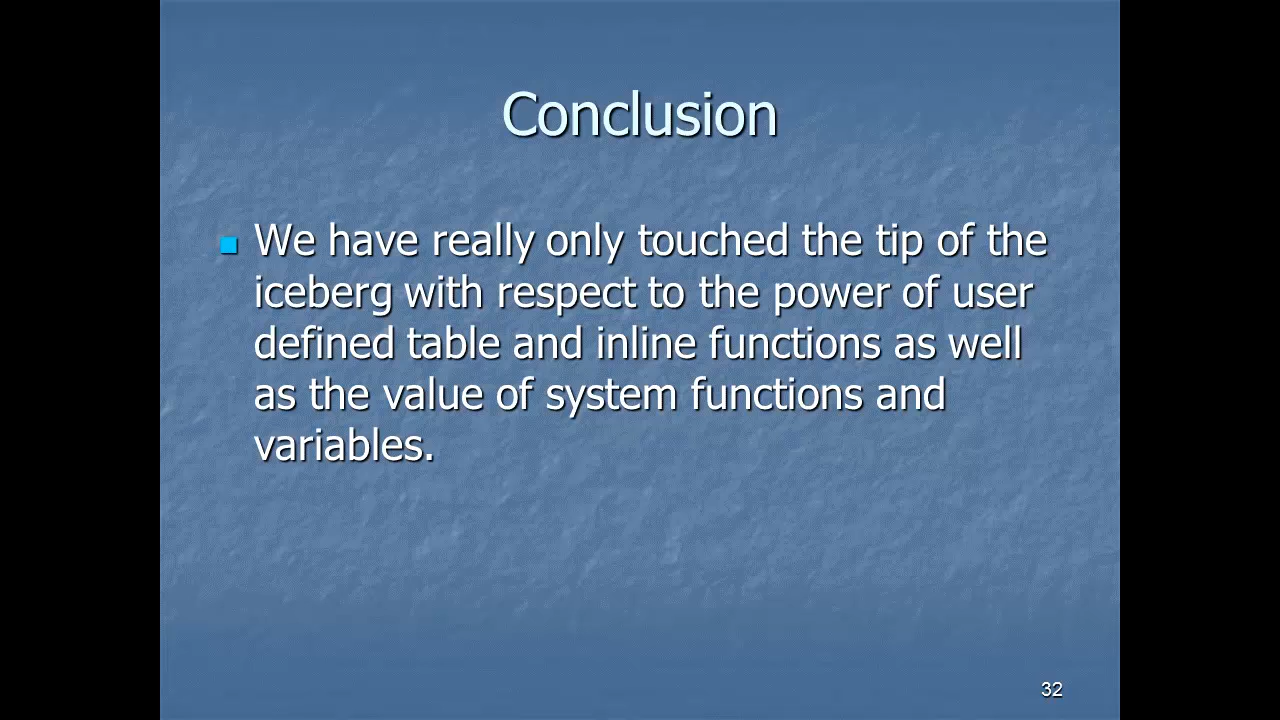 Conclusion
We have really only touched the tip of the
iceberg with respect to the power of user
defined table and inline functions as well
as the value of system functions and
variables.
32